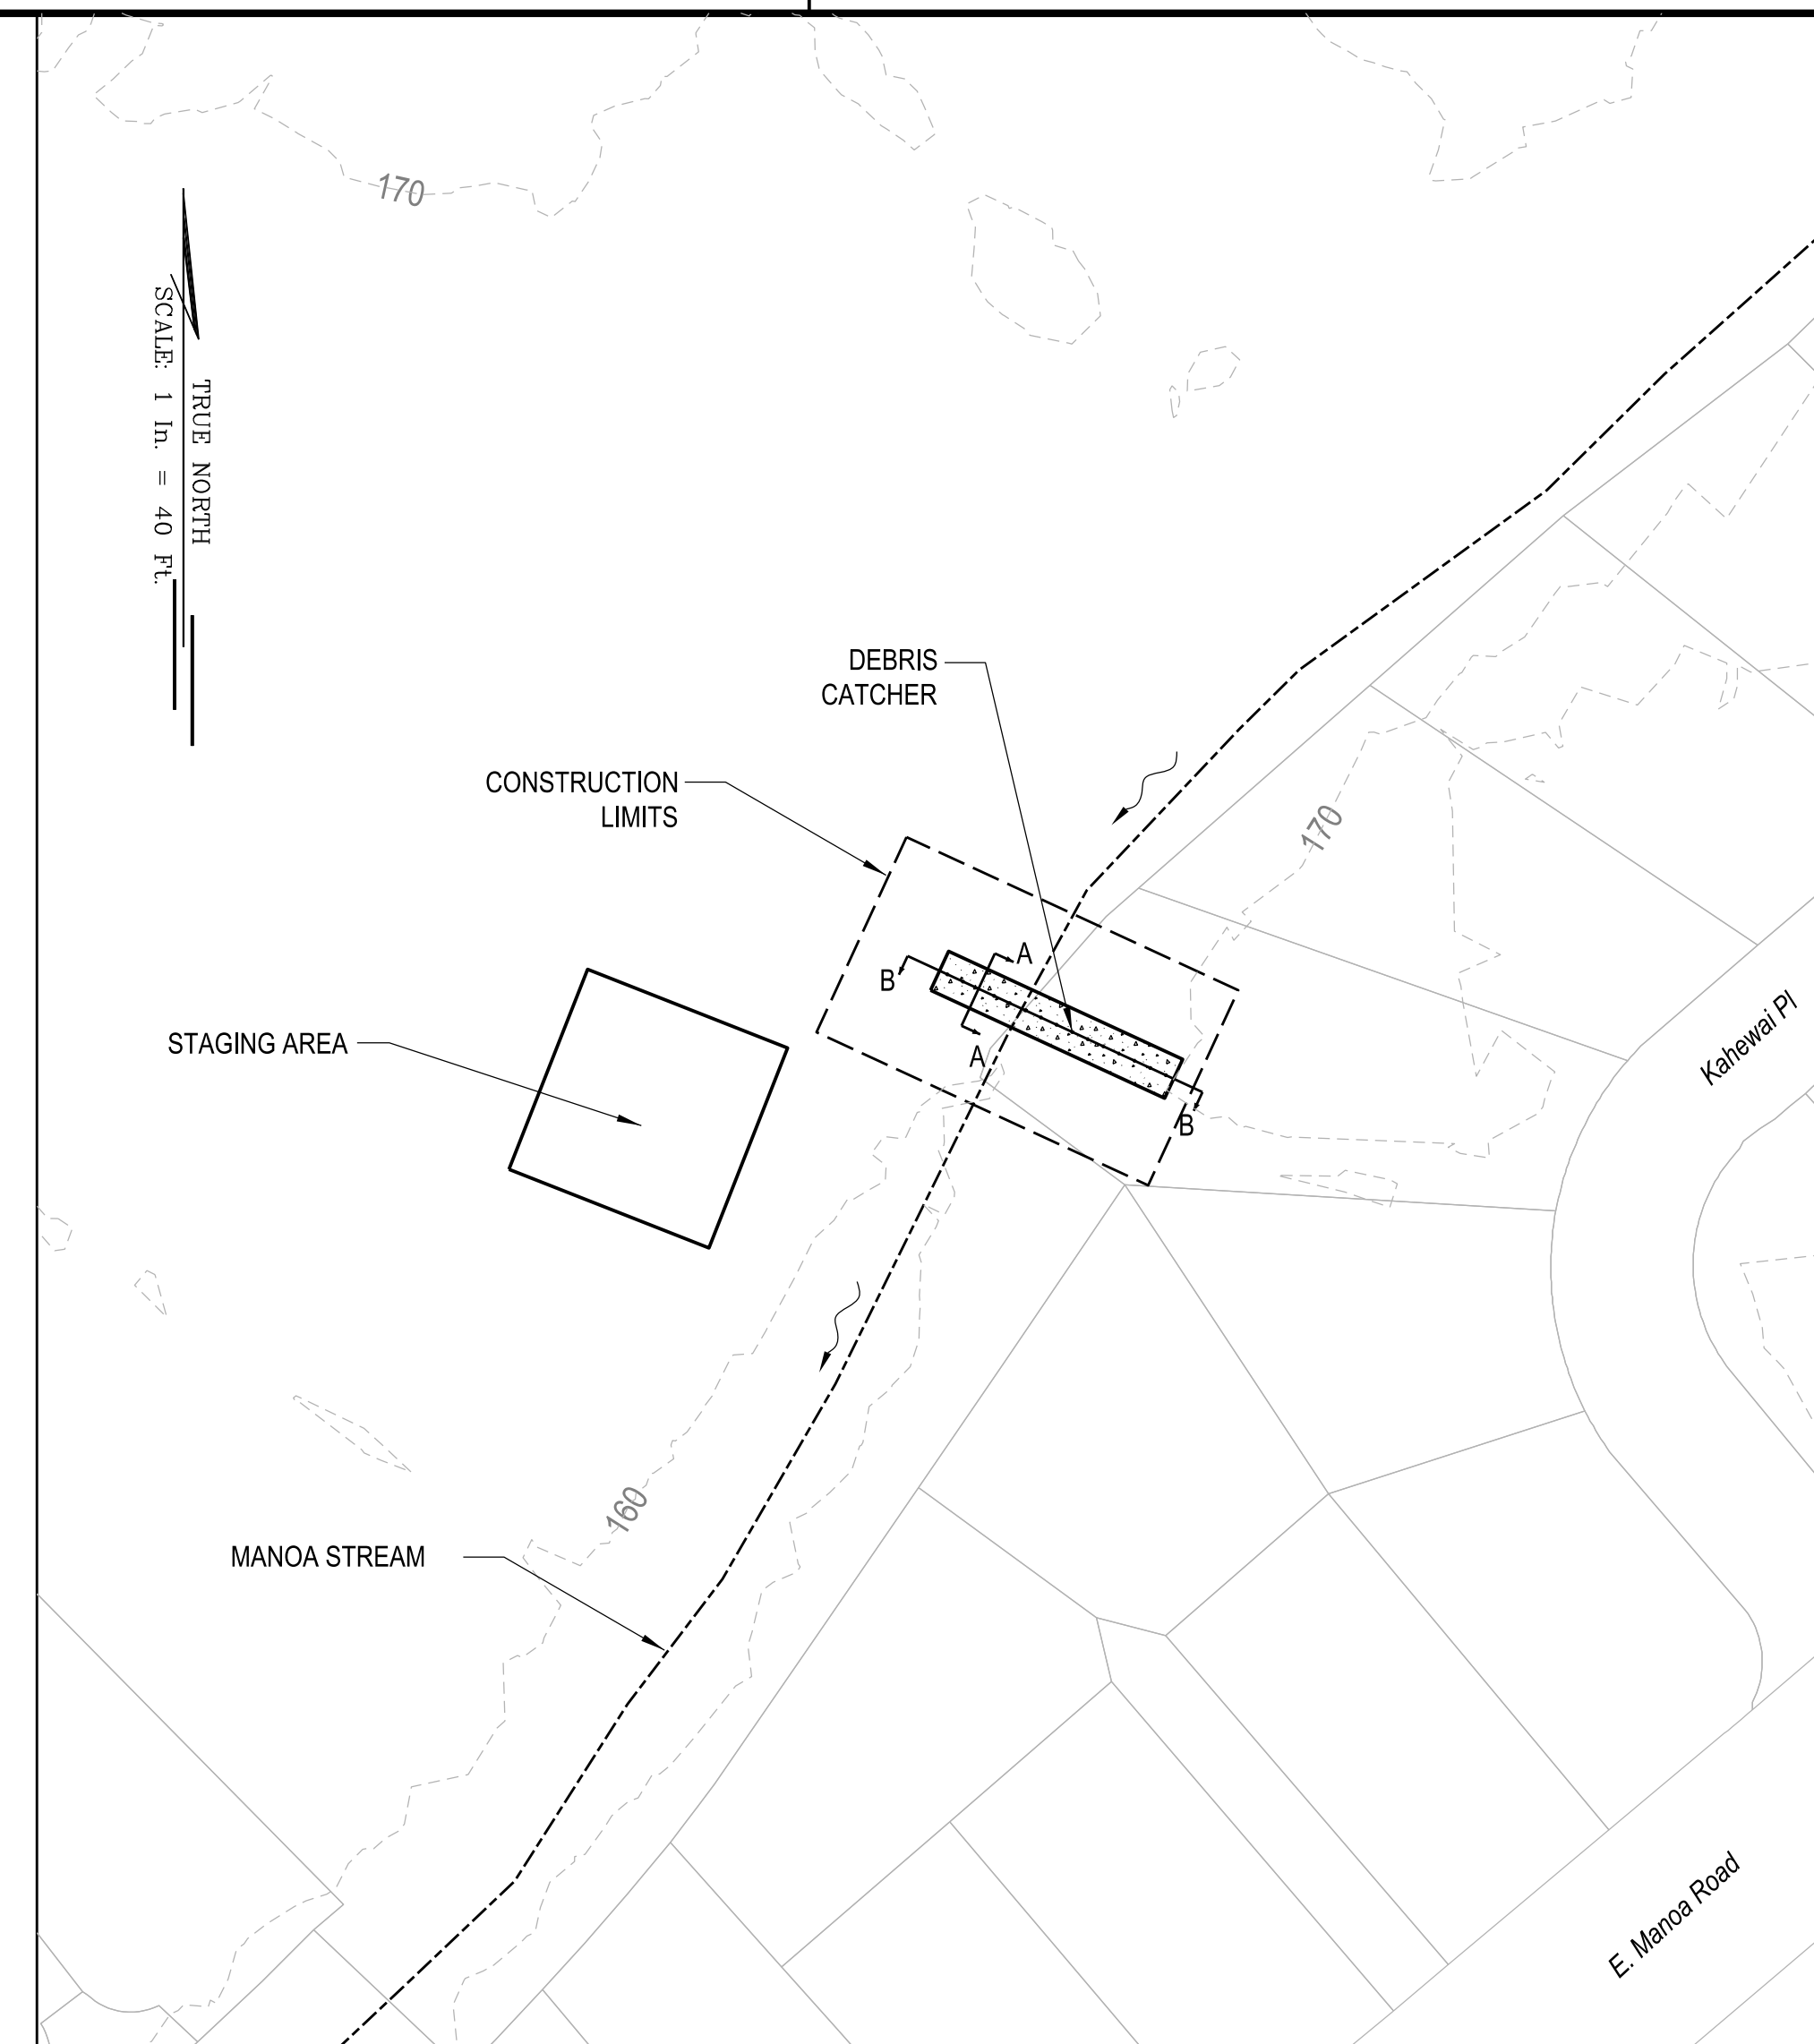 170
TRUE NORTH
SCALE: 1 In. = 40 Ft.
DEBRIS
CATCHER
CONSTRUCTION
LIMITS
170
A
B
STAGING AREA
A
B
Kahewai Pl
160
MANOA STREAM
E. Manoa Road